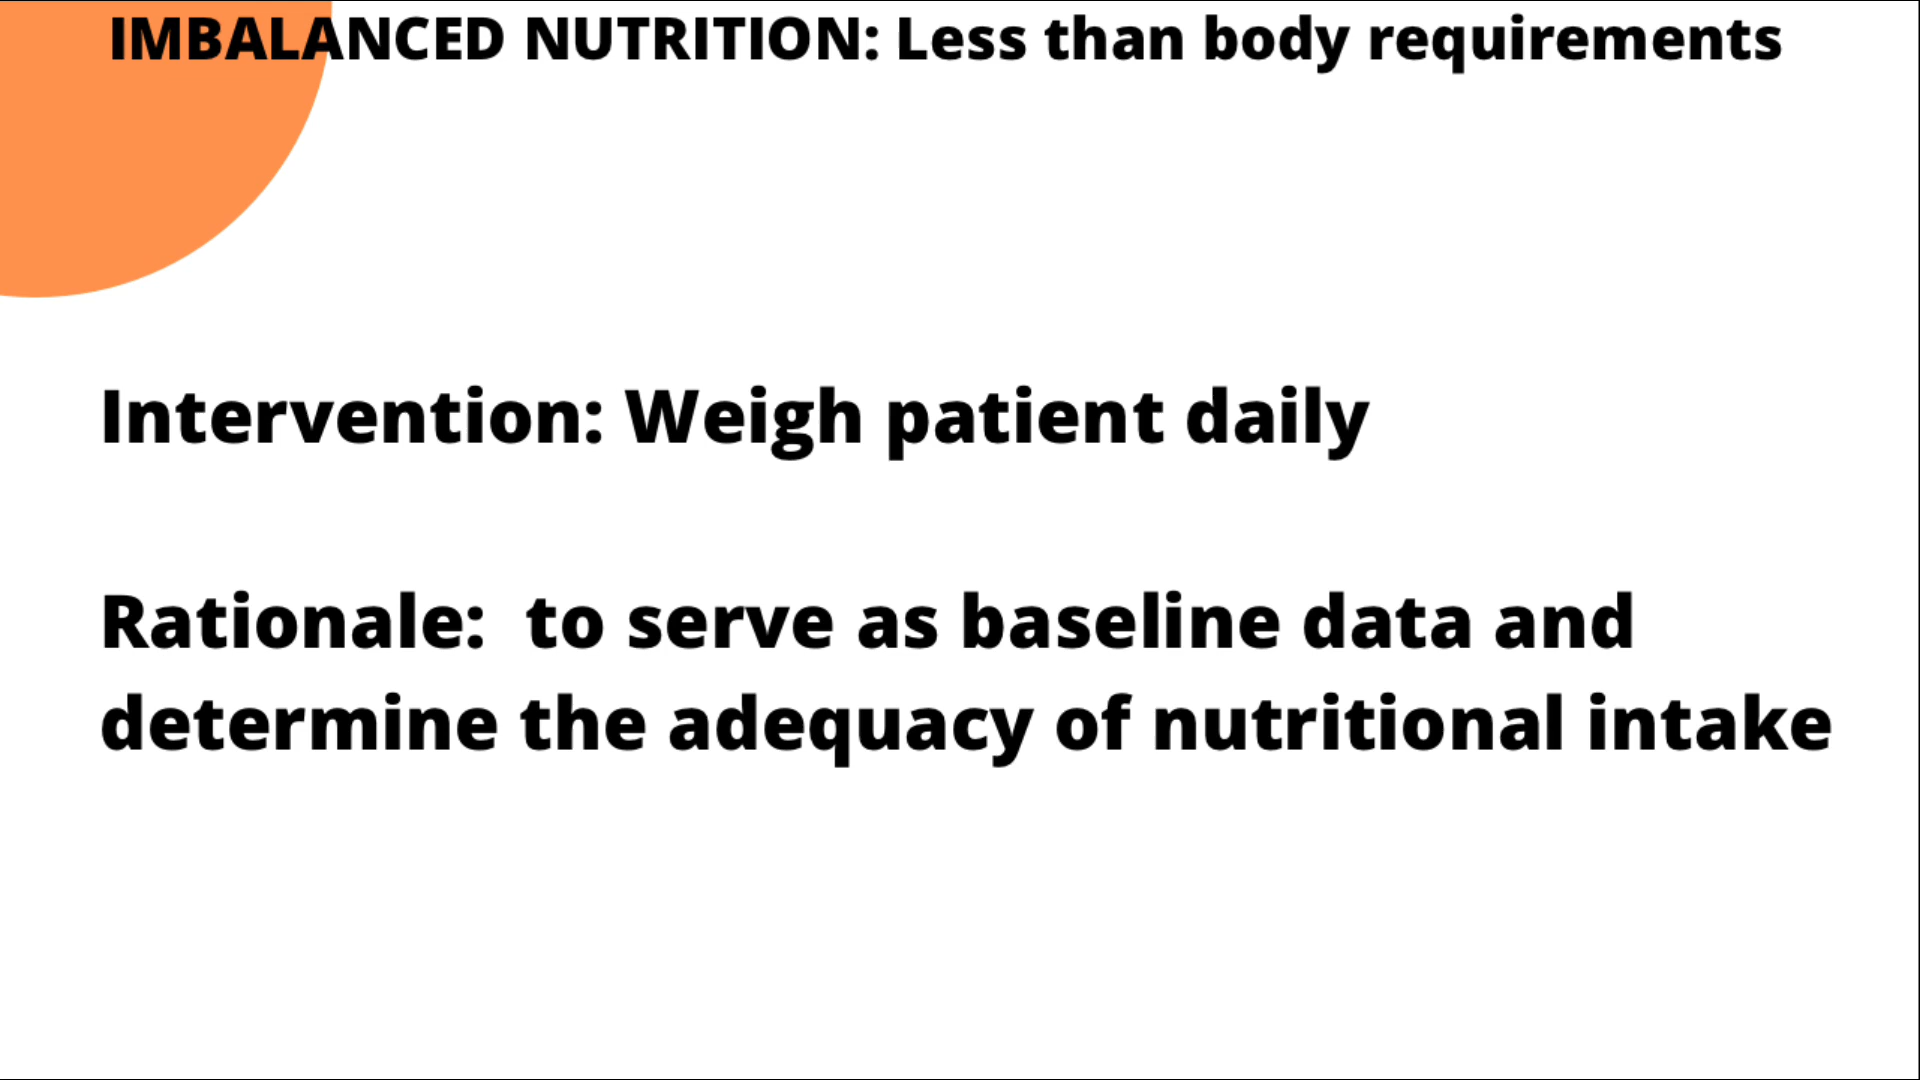 IMBALANCED NUTRITION: Less than body requirements
Intervention: Weigh patient daily
Rationale:  to serve as baseline data and
determine the adequacy of nutritional intake